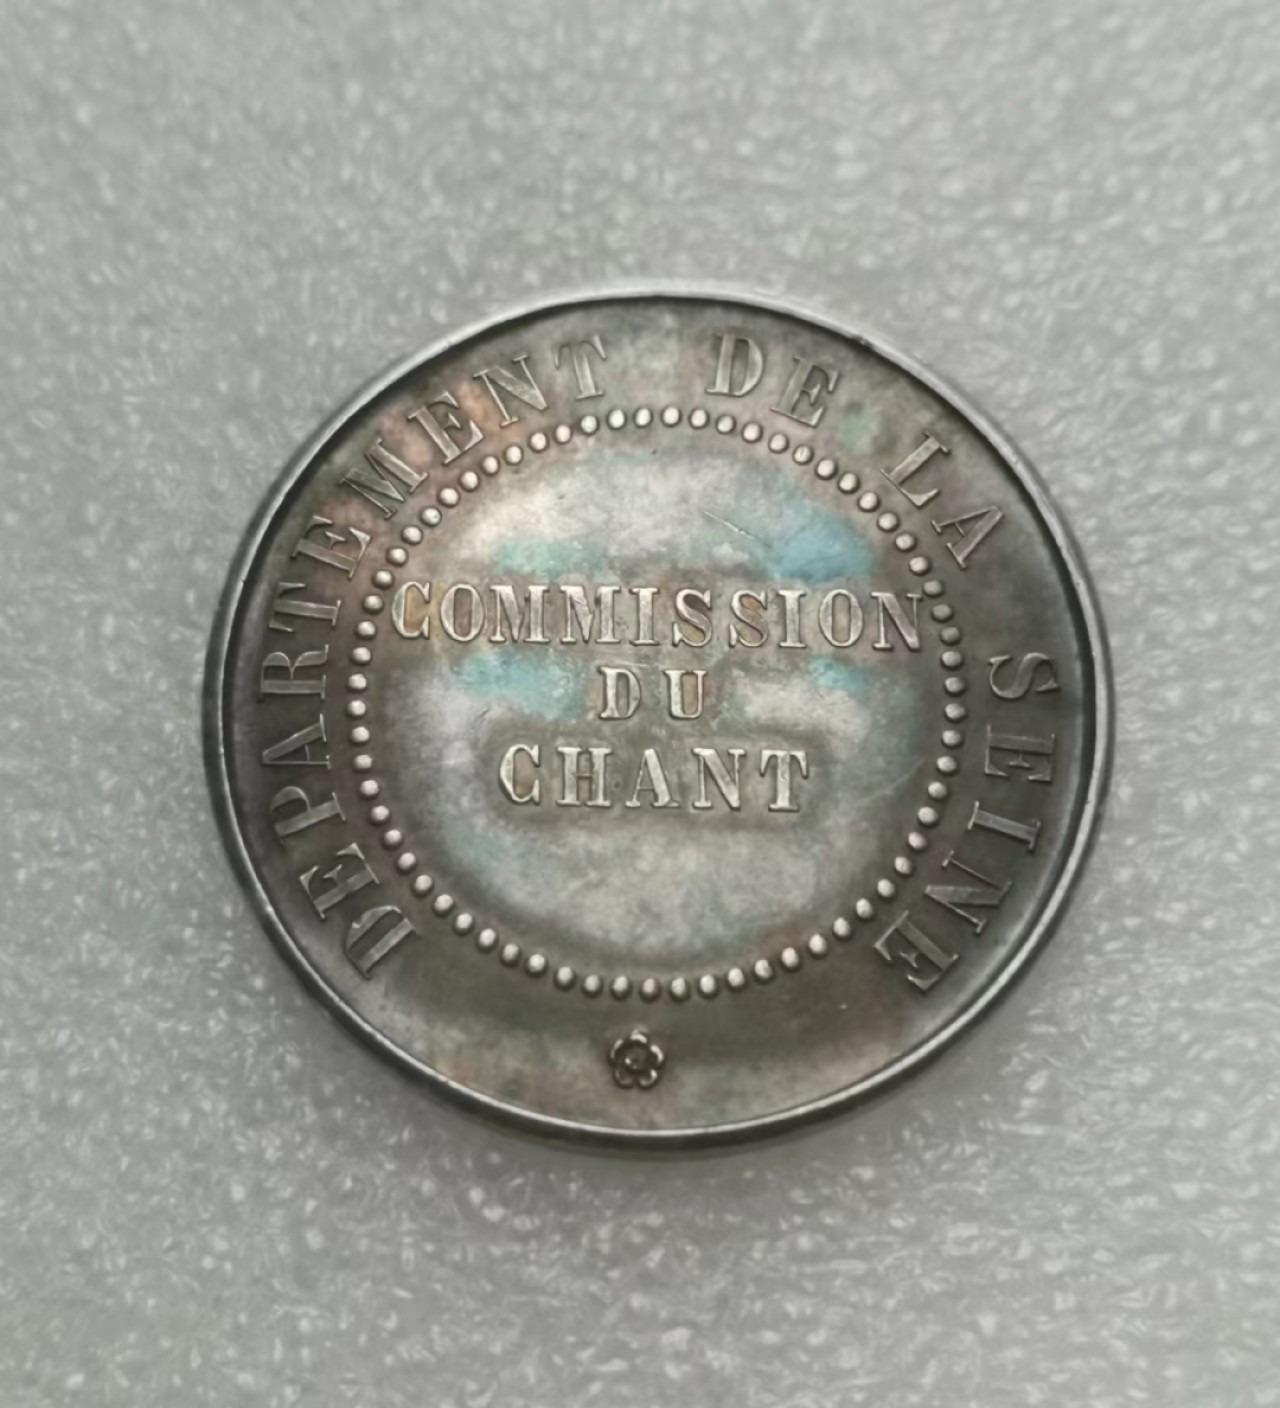 DEPARTEMENT DE LA SEINE
COMMISSION
DU
CHANT